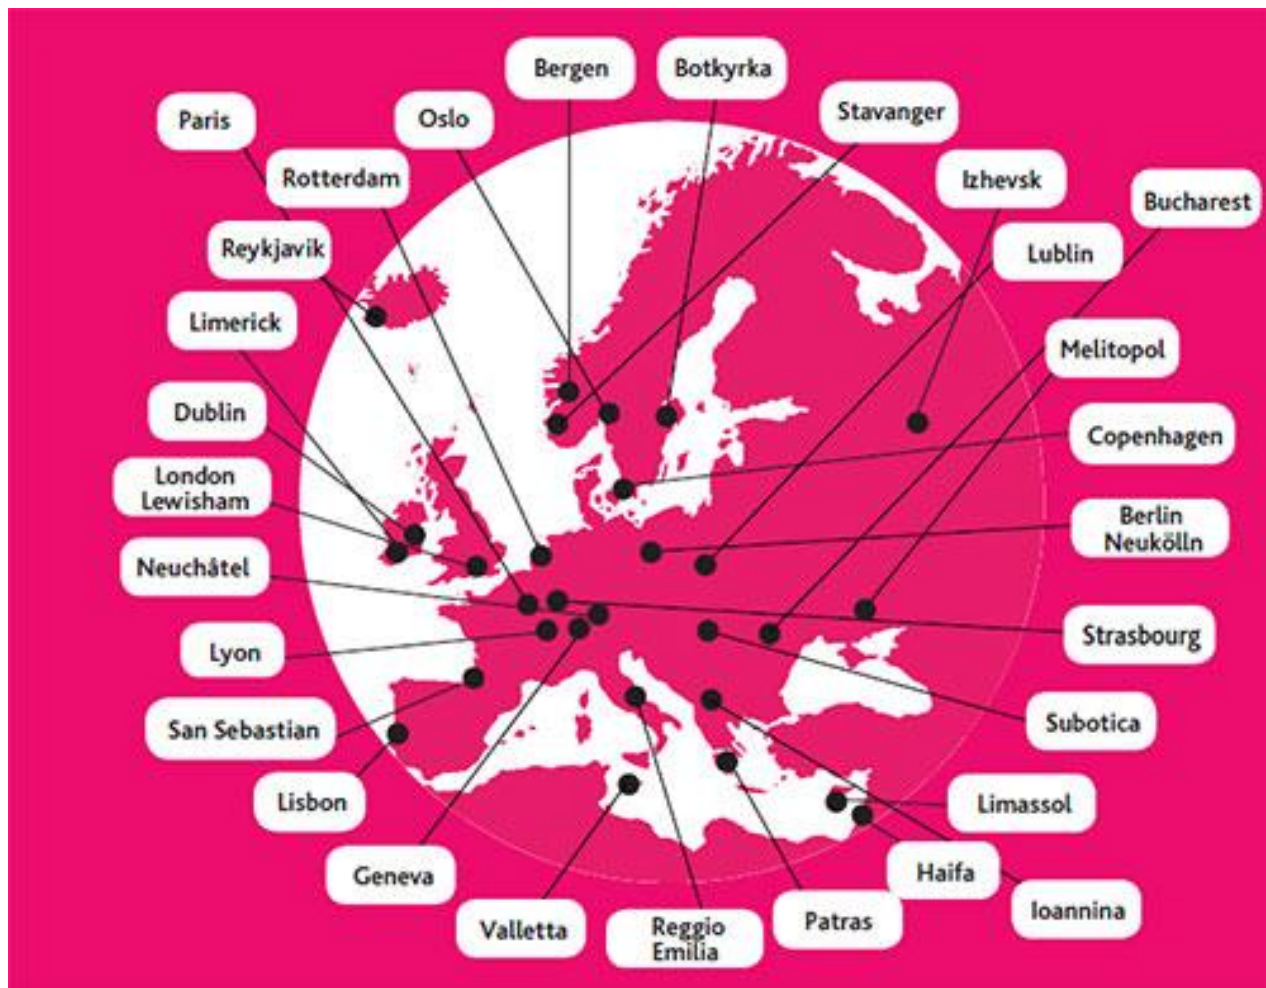 Bergen
Botkyrka
Stavanger
Paris
Oslo
Rotterdam
Izhevsk
Bucharest
Reykjavik
Lublin
Limerick
Melitopol
Dublin
Copenhagen
London
Lewisham
Berlin
Neukölln
Neuchâtel
Strasbourg
Lyon
San Sebastian
Subotica
Lisbon
Limassol
Geneva
Haifa
Ioannina
Valletta
Reggio
Emilia
Patras